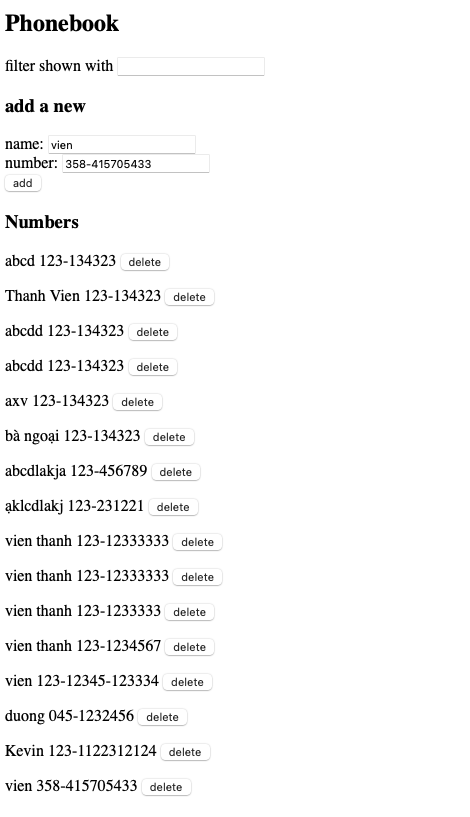 Phonebook
filter shown with
add a new
name: vien
number: 358-415705433
add
Numbers
abcd 123-134323 delete
Thanh Vien 123-134323 delete
abcdd 123-134323 delete
abcdd 123-134323 delete
axv 123-134323 delete
bà ngoại 123-134323 delete
abcdlakja 123-456789 delete
ạklcdlakj 123-231221 delete
vien thanh 123-12333333 delete
vien thanh 123-12333333 delete
vien thanh 123-1233333 delete
vien thanh 123-1234567 delete
vien 123-12345-123334 delete
duong 045-1232456 delete
Kevin 123-1122312124 delete
vien 358-415705433 delete